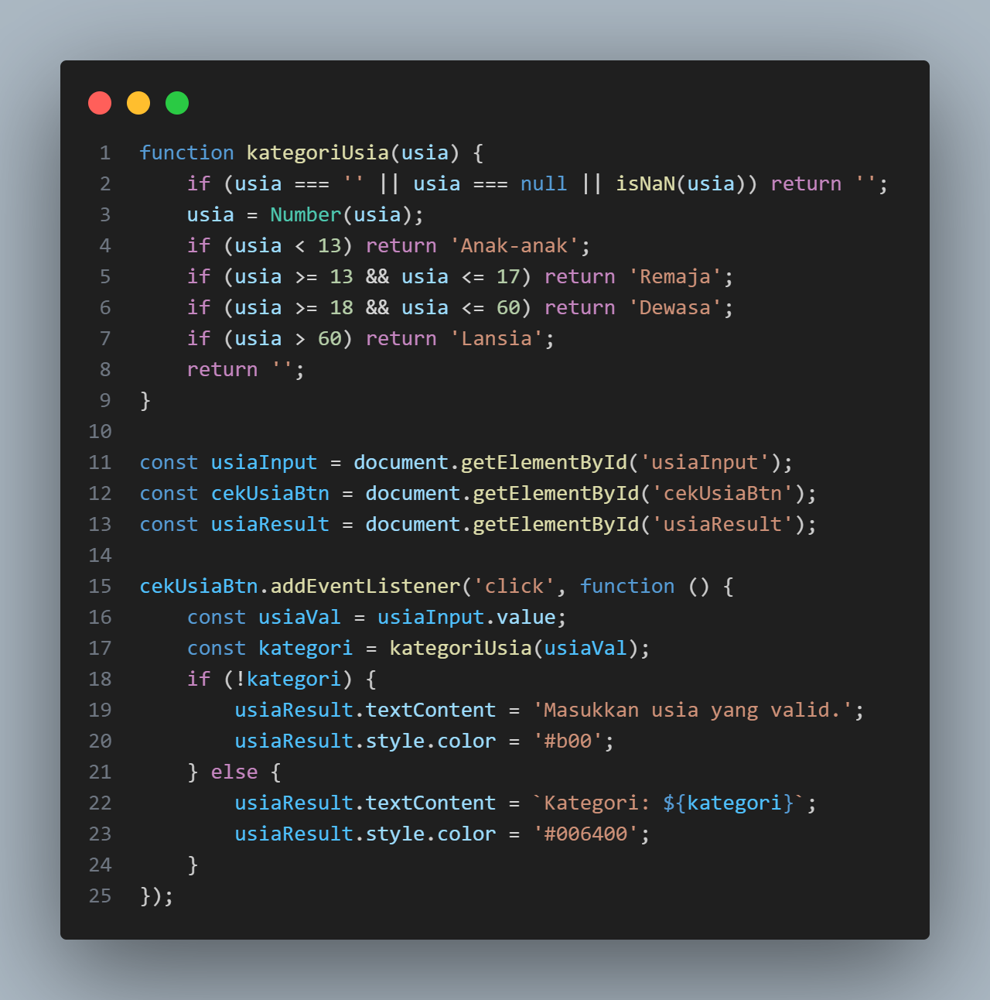 1 function kategoriUsia(usia) {
2     if (usia === '' || usia === null || isNaN(usia)) return '';
3     usia = Number(usia);
4     if (usia < 13) return 'Anak-anak';
5     if (usia >= 13 && usia <= 17) return 'Remaja';
6     if (usia >= 18 && usia <= 60) return 'Dewasa';
7     if (usia > 60) return 'Lansia';
8     return '';
9 }
10
11 const usiaInput = document.getElementById('usiaInput');
12 const cekUsiaBtn = document.getElementById('cekUsiaBtn');
13 const usiaResult = document.getElementById('usiaResult');
14
15 cekUsiaBtn.addEventListener('click', function () {
16     const usiaVal = usiaInput.value;
17     const kategori = kategoriUsia(usiaVal);
18     if (!kategori) {
19         usiaResult.textContent = 'Masukkan usia yang valid.';
20         usiaResult.style.color = '#b00';
21     } else {
22         usiaResult.textContent = `Kategori: ${kategori}`;
23         usiaResult.style.color = '#006400';
24     }
25 });